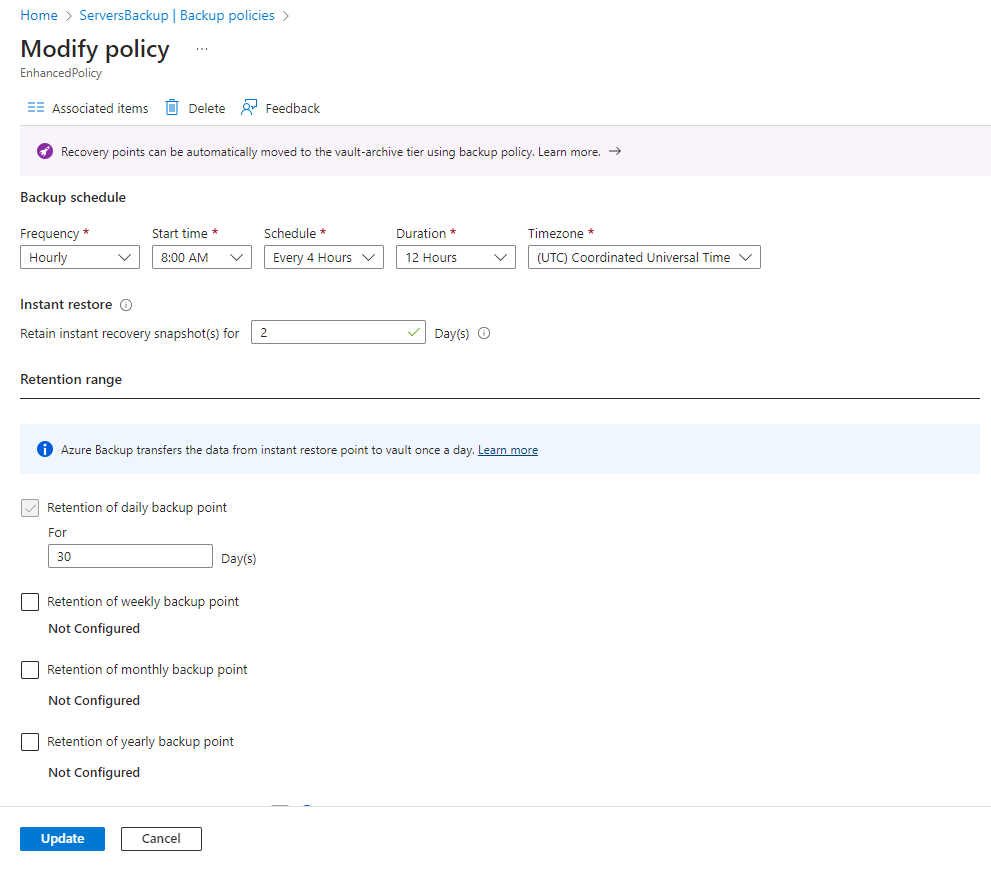 Home > ServersBackup | Backup policies >
Modify policy ...
EnhancedPolicy
Associated items Delete Feedback
Recovery points can be automatically moved to the vault-archive tier using backup policy. Learn more. →
Backup schedule
Frequency * Start time * Schedule * Duration * Timezone *
Hourly 8:00 AM Every 4 Hours 12 Hours (UTC) Coordinated Universal Time
Instant restore
Retain instant recovery snapshot(s) for 2 Day(s)
Retention range
Azure Backup transfers the data from instant restore point to vault once a day. Learn more
Retention of daily backup point
For
30 Day(s)
Retention of weekly backup point
Not Configured
Retention of monthly backup point
Not Configured
Retention of yearly backup point
Not Configured
Update Cancel